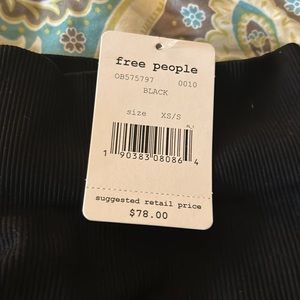 free people
OB575797 0010
BLACK
size XS/S
1 90383 08086 4
suggested retail price
$78.00